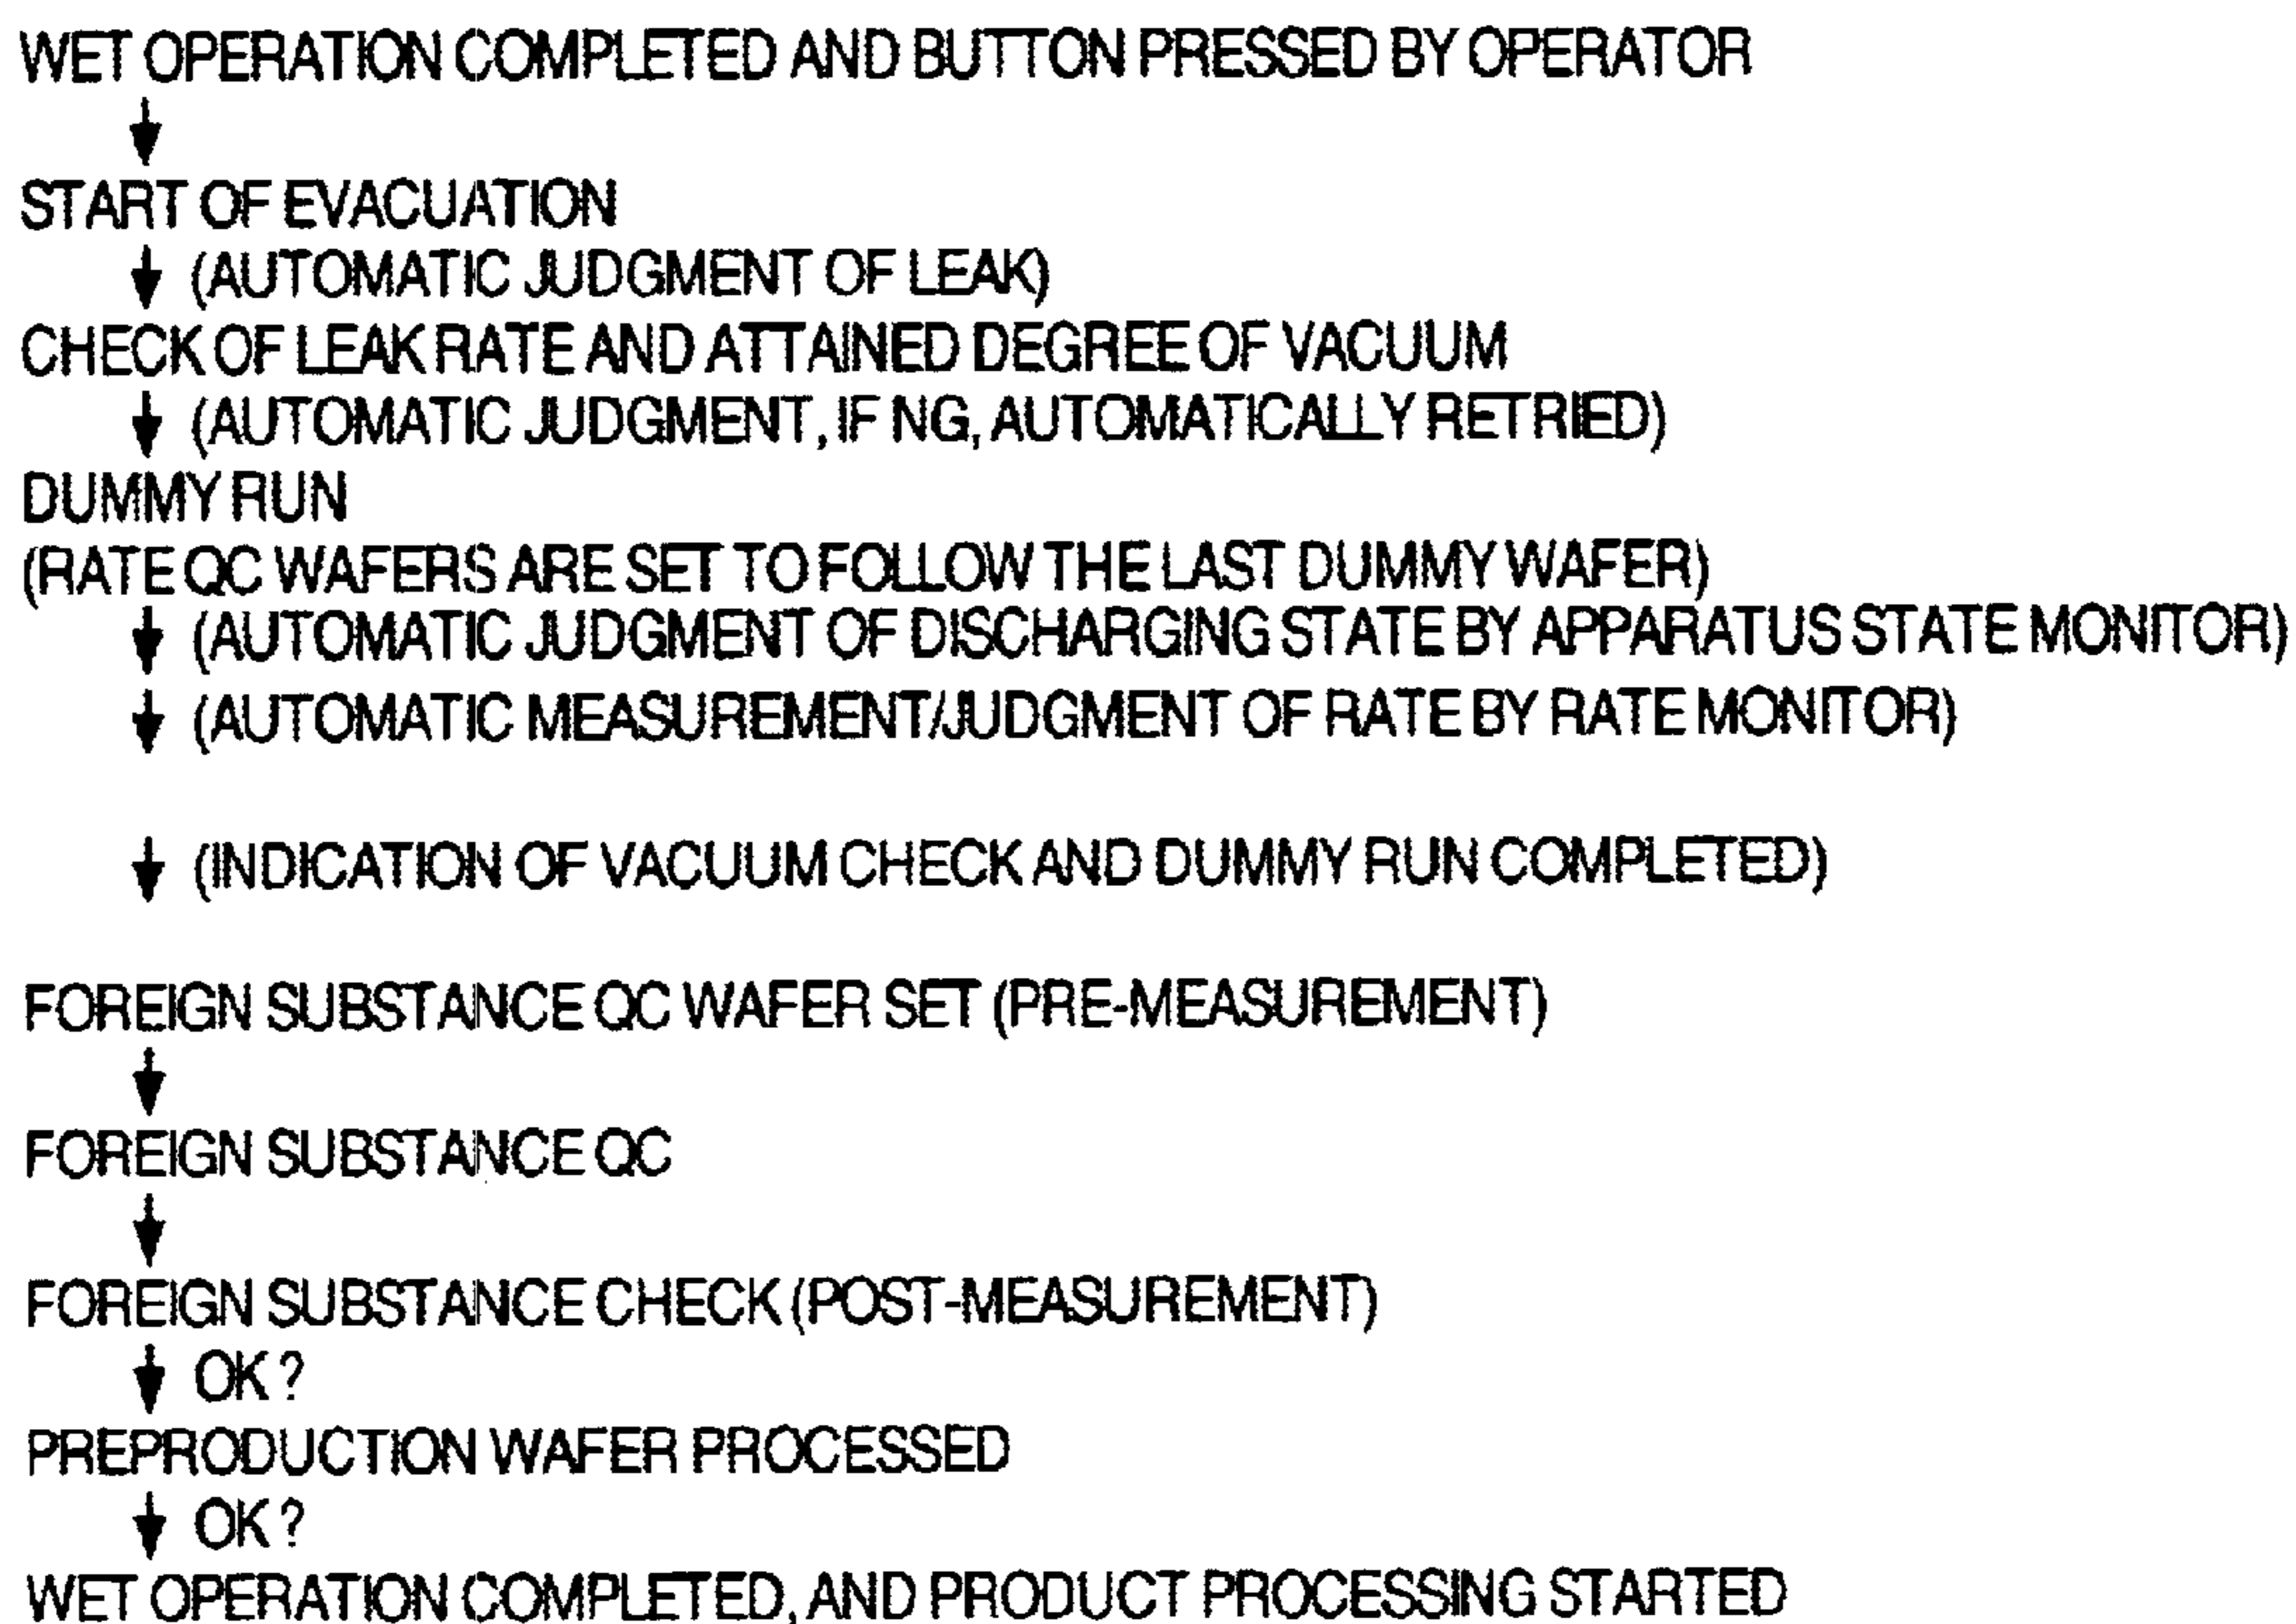 WET OPERATION COMPLETED AND BUTTON PRESSED BY OPERATOR
START OF EVACUATION
(AUTOMATIC JUDGMENT OF LEAK)
CHECK OF LEAK RATE AND ATTAINED DEGREE OF VACUUM
(AUTOMATIC JUDGMENT, IF NG, AUTOMATICALLY RETRIED)
DUMMY RUN
(RATE QC WAFERS ARE SET TO FOLLOW THE LAST DUMMY WAFER)
(AUTOMATIC JUDGMENT OF DISCHARGING STATE BY APPARATUS STATE MONITOR)
(AUTOMATIC MEASUREMENT/JUDGMENT OF RATE BY RATE MONITOR)
(INDICATION OF VACUUM CHECK AND DUMMY RUN COMPLETED)
FOREIGN SUBSTANCE QC WAFER SET (PRE-MEASUREMENT)
FOREIGN SUBSTANCE QC
FOREIGN SUBSTANCE CHECK (POST-MEASUREMENT)
OK ?
PREPRODUCTION WAFER PROCESSED
OK ?
WET OPERATION COMPLETED, AND PRODUCT PROCESSING STARTED